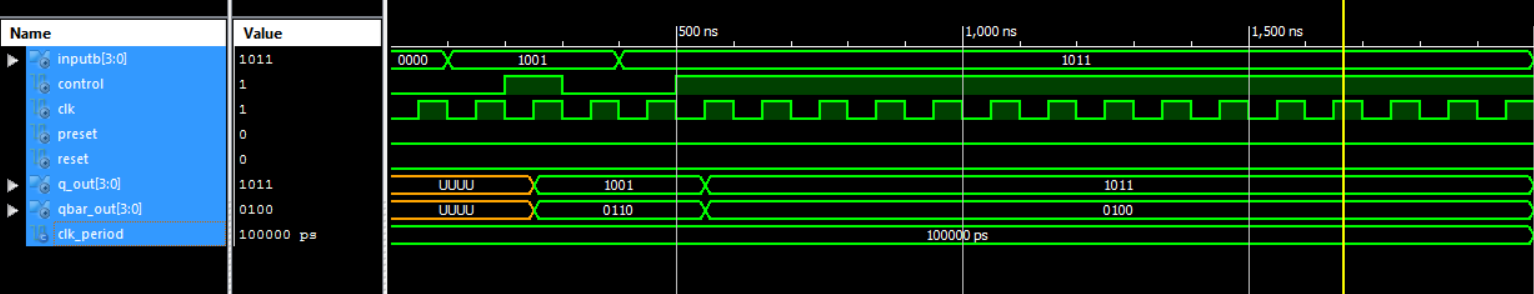 Name Value 500 ns 1,000 ns 1,500 ns
inputb[3:0] 1011 0000 1001 1011
control 1
clk 1
preset 0
reset 0
q_out[3:0] 1011 UUUU 1001 1011
qbar_out[3:0] 0100 UUUU 0110 0100
clk_period 100000 ps 100000 ps